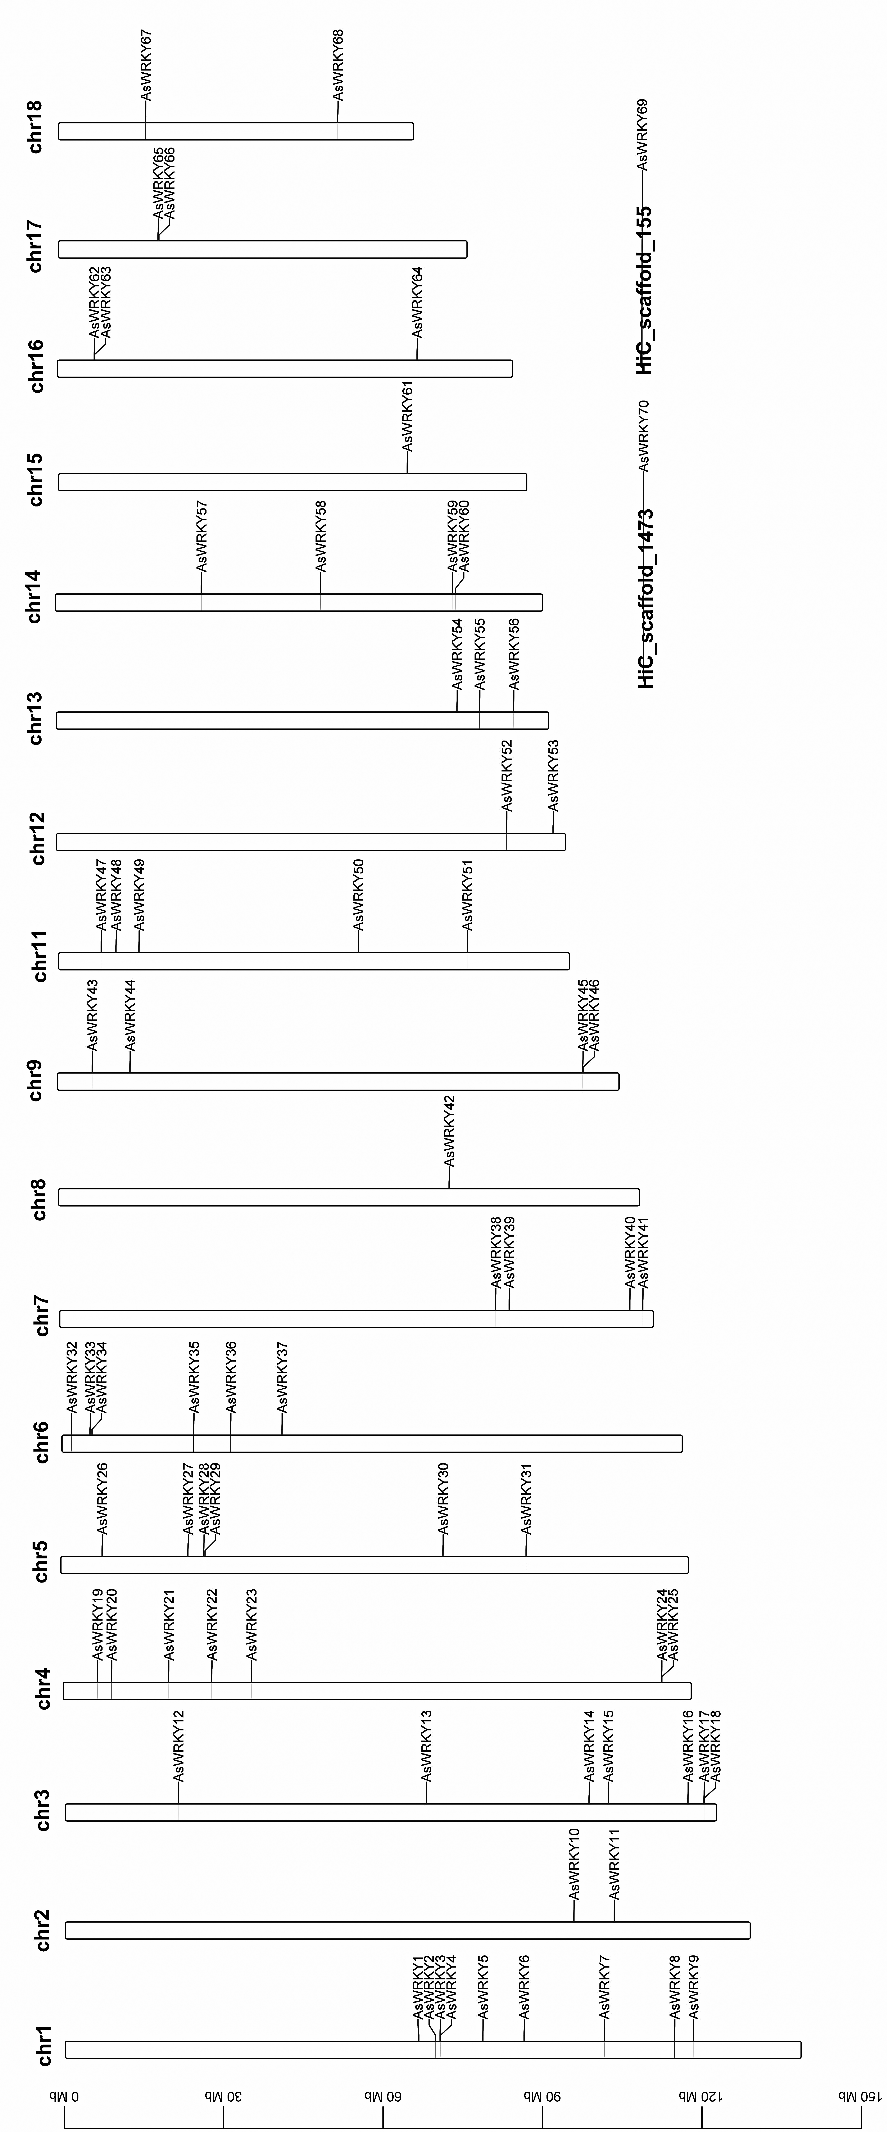 chr18
AsWRKY67
AsWRKY68
chr17
AsWRKY65
AsWRKY66
chr16
AsWRKY62
AsWRKY63
AsWRKY64
HiC_scaffold_155
AsWRKY69
chr15
AsWRKY61
chr14
AsWRKY57
AsWRKY58
AsWRKY59
AsWRKY60
HiC_scaffold_1473
AsWRKY70
chr13
AsWRKY54
AsWRKY55
AsWRKY56
chr12
AsWRKY52
AsWRKY53
chr11
AsWRKY47
AsWRKY48
AsWRKY49
AsWRKY50
AsWRKY51
chr9
AsWRKY43
AsWRKY44
AsWRKY45
AsWRKY46
chr8
AsWRKY42
chr7
AsWRKY38
AsWRKY39
AsWRKY40
AsWRKY41
chr6
AsWRKY32
AsWRKY33
AsWRKY34
AsWRKY35
AsWRKY36
AsWRKY37
chr5
AsWRKY26
AsWRKY27
AsWRKY28
AsWRKY29
AsWRKY30
AsWRKY31
chr4
AsWRKY19
AsWRKY20
AsWRKY21
AsWRKY22
AsWRKY23
AsWRKY24
AsWRKY25
chr3
AsWRKY12
AsWRKY13
AsWRKY14
AsWRKY15
AsWRKY16
AsWRKY17
AsWRKY18
chr2
AsWRKY10
AsWRKY11
chr1
AsWRKY1
AsWRKY2
AsWRKY3
AsWRKY4
AsWRKY5
AsWRKY6
AsWRKY7
AsWRKY8
AsWRKY9
0 Mb
30 Mb
60 Mb
90 Mb
120 Mb
150 Mb